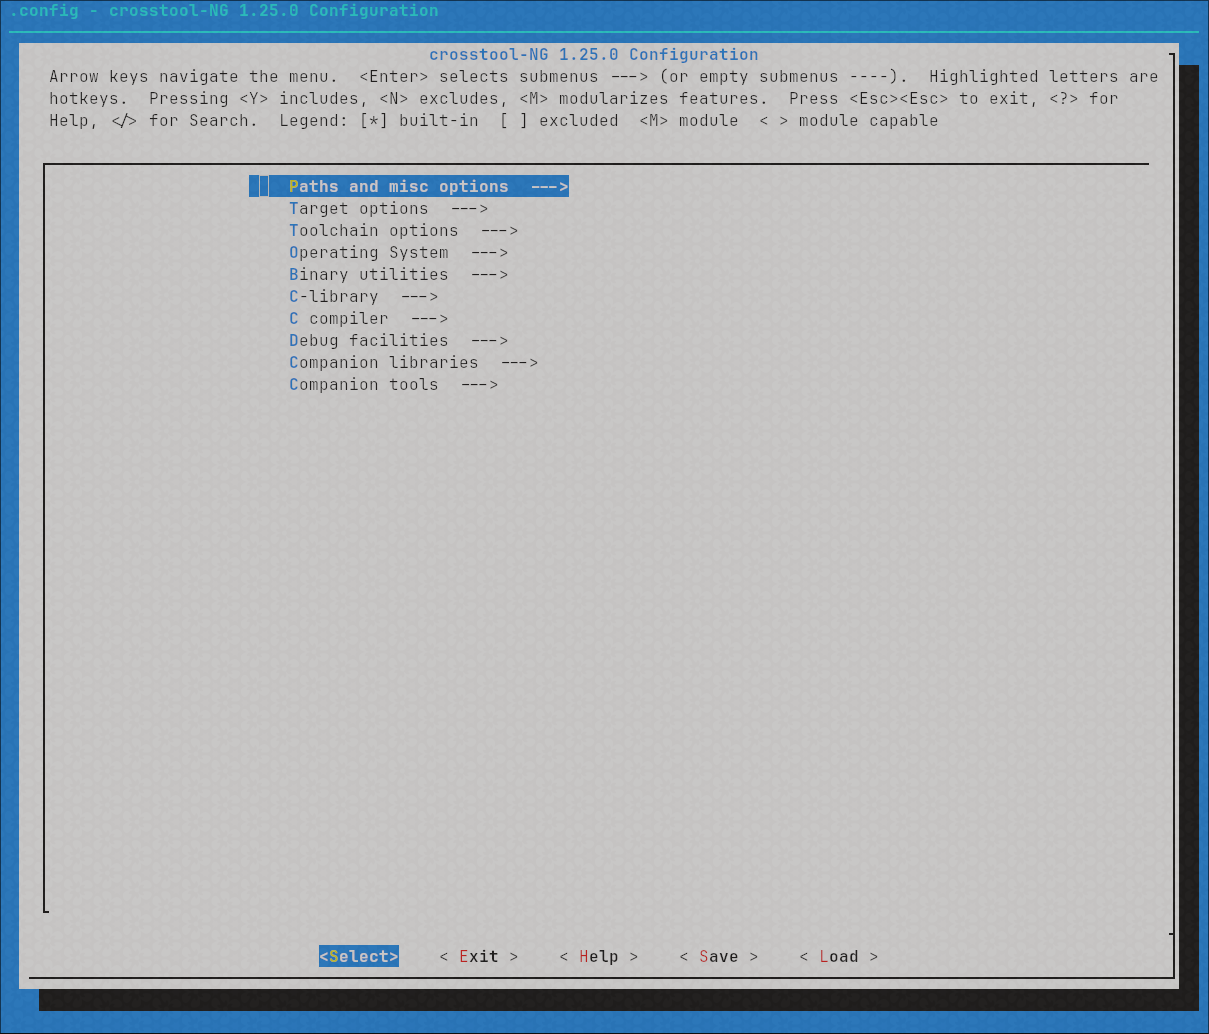 .config - crosstool-NG 1.25.0 Configuration
crosstool-NG 1.25.0 Configuration
Arrow keys navigate the menu.  <Enter> selects submenus ---> (or empty submenus ----).  Highlighted letters are
hotkeys.  Pressing <Y> includes, <N> excludes, <M> modularizes features.  Press <Esc><Esc> to exit, <?> for
Help, </> for Search.  Legend: [*] built-in  [ ] excluded  <M> module  < > module capable
Paths and misc options  --->
Target options  --->
Toolchain options  --->
Operating System  --->
Binary utilities  --->
C-library  --->
C compiler  --->
Debug facilities  --->
Companion libraries  --->
Companion tools  --->
<Select>    < Exit >    < Help >    < Save >    < Load >